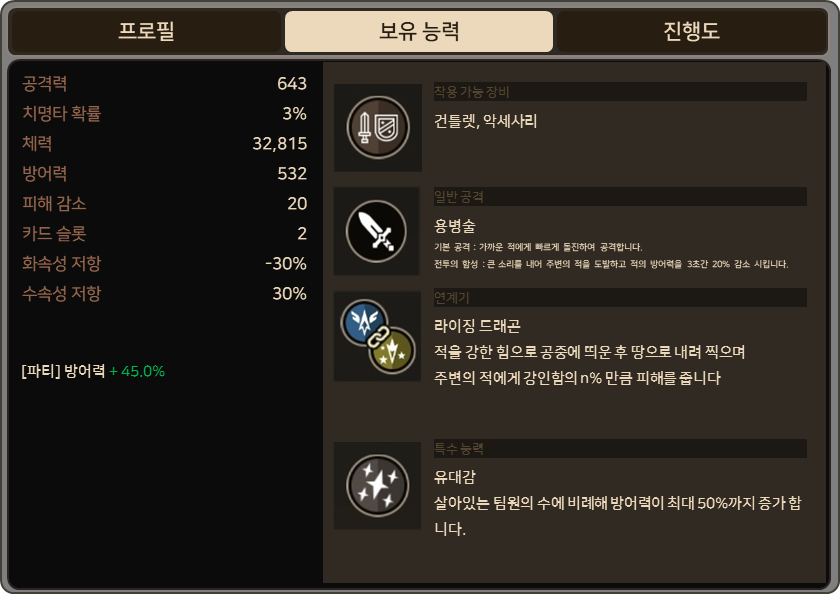 프로필
보유 능력
진행도
공격력 643
치명타 확률 3%
체력 32,815
방어력 532
피해 감소 20
카드 슬롯 2
화속성 저항 -30%
수속성 저항 30%
[파티] 방어력 + 45.0%
착용 가능 장비
건틀렛, 악세사리
일반 공격
용병술
기본 공격 : 가까운 적에게 빠르게 돌진하여 공격합니다.
전투의 함성 : 큰 소리를 내어 주변의 적을 도발하고 적의 방어력을 3초간 20% 감소 시킵니다.
연계기
라이징 드래곤
적을 강한 힘으로 공중에 띄운 후 땅으로 내려 찍으며
주변의 적에게 강인함의 n% 만큼 피해를 줍니다
특수 능력
유대감
살아있는 팀원의 수에 비례해 방어력이 최대 50%까지 증가 합
니다.